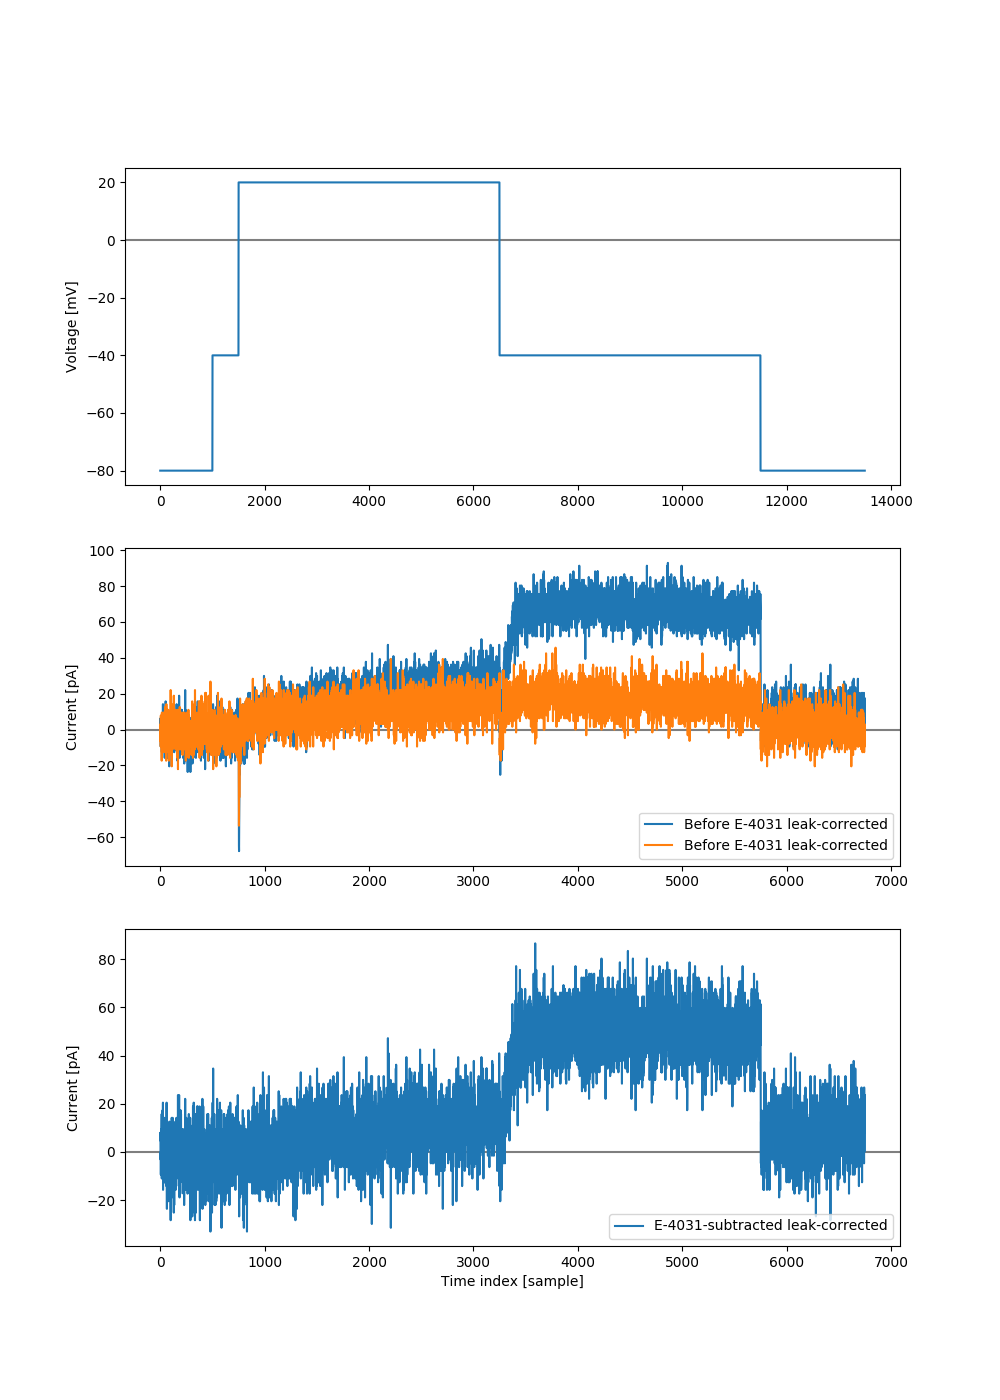 20
0
−20
−40
−60
−80
Voltage [mV]
0 2000 4000 6000 8000 10000 12000 14000
100
80
60
40
20
0
−20
−40
−60
Current [pA]
Before E-4031 leak-corrected
Before E-4031 leak-corrected
0 1000 2000 3000 4000 5000 6000 7000
80
60
40
20
0
−20
Current [pA]
E-4031-subtracted leak-corrected
0 1000 2000 3000 4000 5000 6000 7000
Time index [sample]